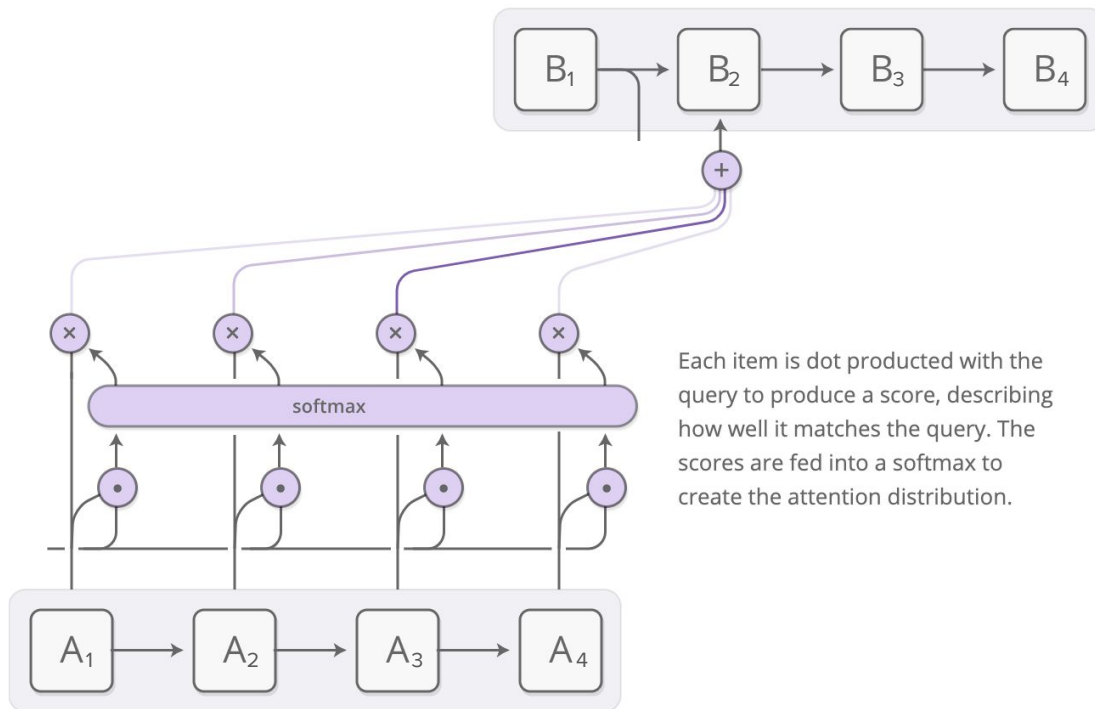 B1 B2 B3 B4
+
× × × ×
Each item is dot producted with the
query to produce a score, describing
softmax
how well it matches the query. The
scores are fed into a softmax to
create the attention distribution.
A1 A2 A3 A4